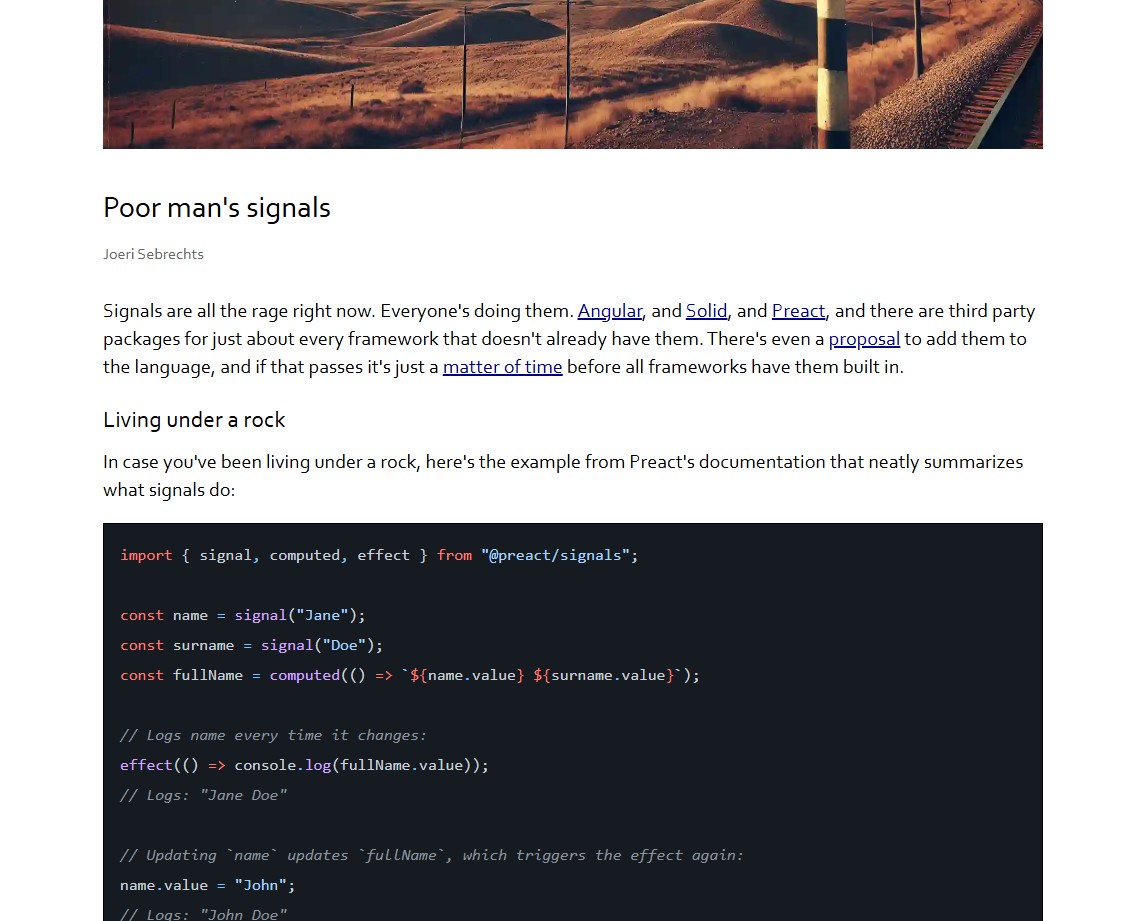 Poor man's signals
Joeri Sebrechts
Signals are all the rage right now. Everyone's doing them. Angular, and Solid, and Preact, and there are third party
packages for just about every framework that doesn't already have them. There's even a proposal to add them to
the language, and if that passes it's just a matter of time before all frameworks have them built in.
Living under a rock
In case you've been living under a rock, here's the example from Preact's documentation that neatly summarizes
what signals do:
import { signal, computed, effect } from "@preact/signals";
const name = signal("Jane");
const surname = signal("Doe");
const fullName = computed(() => `${name.value} ${surname.value}`);
// Logs name every time it changes:
effect(() => console.log(fullName.value));
// Logs: "Jane Doe"
// Updating `name` updates `fullName`, which triggers the effect again:
name.value = "John";
// Logs: "John Doe"